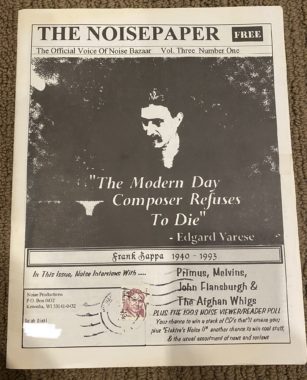 THE NOISEPAPER
FREE
The Official Voice Of Noise Bazaar Vol. Three Number One
"The Modern Day
Composer Refuses
To Die"
- Edgard Varese
Frank Zappa 1940 - 1993
In This Issue, Noise Interviews With ....
Primus, Melvins,
John Flansburgh &
The Afghan Whigs
PLUS THE 1993 NOISE VIEWER/READER POLL
Your chance to win a stack of CD's that'll amaze you
plus "Elektra's Noise II" another chance to win cool stuff,
& the usual assortment of news and reviews
Noise Productions
P.O. Box 0402
Kenosha, WI 53141-0402